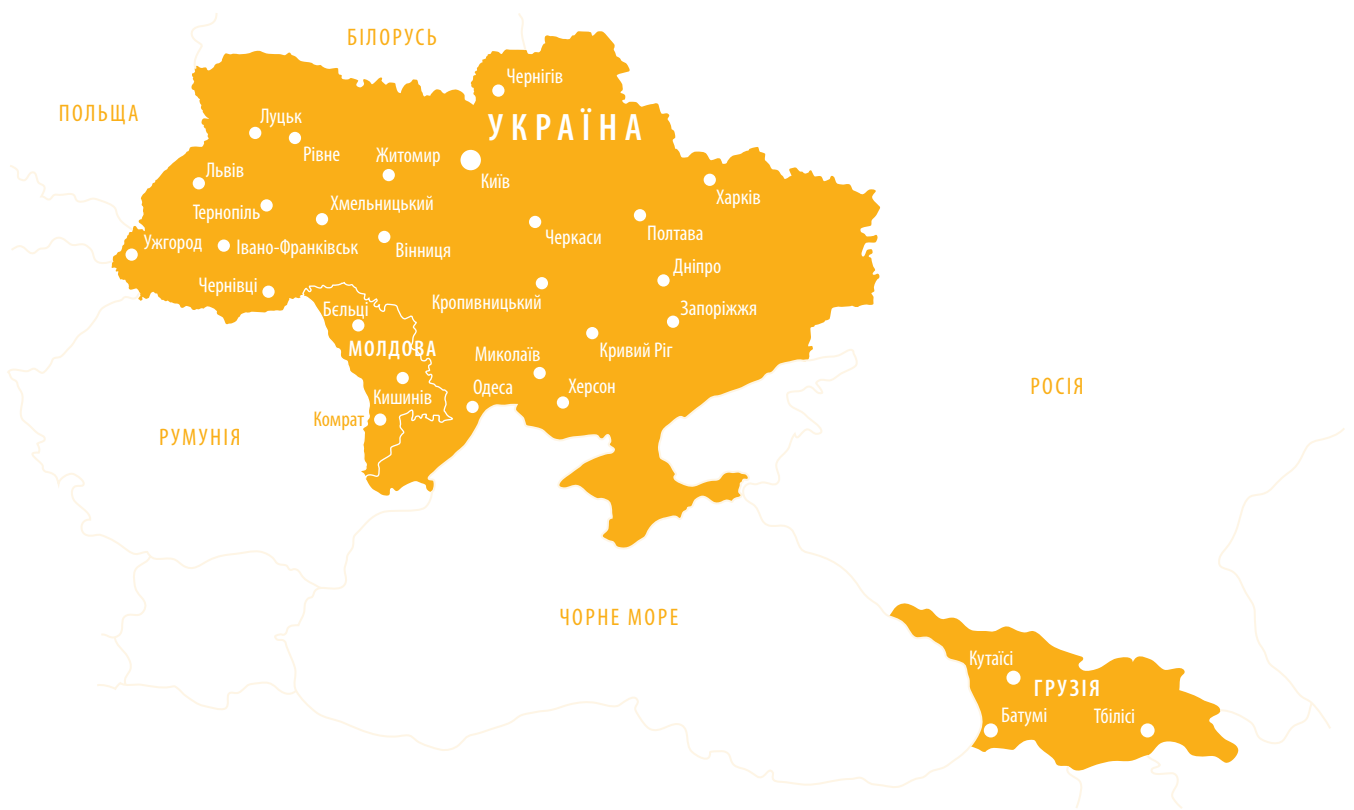 БІЛОРУСЬ
Чернігів
ПОЛЬЩА
Луцьк
УКРАЇНА
Рівне
Житомир
Львів
Київ
Харків
Тернопіль
Хмельницький
Ужгород
Івано-Франківськ
Вінниця
Черкаси
Полтава
Дніпро
Чернівці
Кропивницький
Запоріжжя
Бєльці
МОЛДОВА
Миколаїв
Кривий Ріг
Кишинів
Одеса
Херсон
РОСІЯ
Комрат
РУМУНІЯ
ЧОРНЕ МОРЕ
Кутаїсі
ГРУЗІЯ
Батумі
Тбілісі